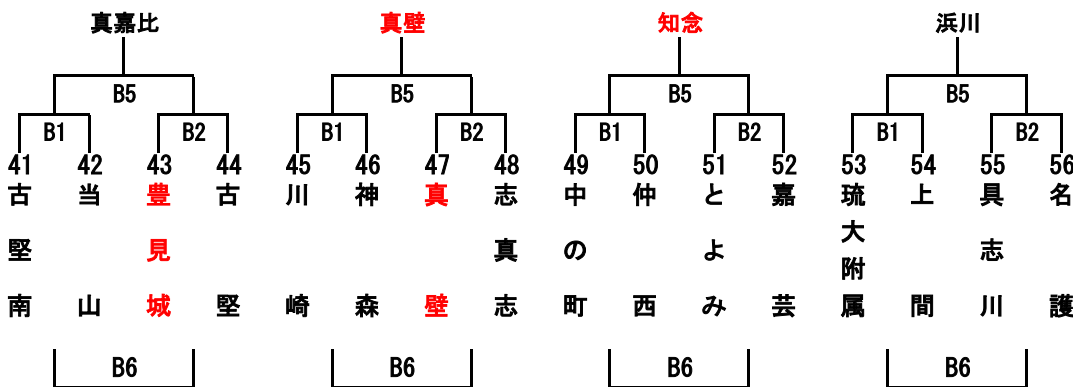 真嘉比 真壁 知念 浜川
B5 B5 B5 B5
B1 B2 B1 B2 B1 B2 B1 B2
41 42 43 44 45 46 47 48 49 50 51 52 53 54 55 56
古堅南
当山
豊見城
古堅
川崎
神森
真壁
志真志
中の町
仲西
とよみ
嘉芸
琉大附属
上間
具志川
名護
B6 B6 B6 B6